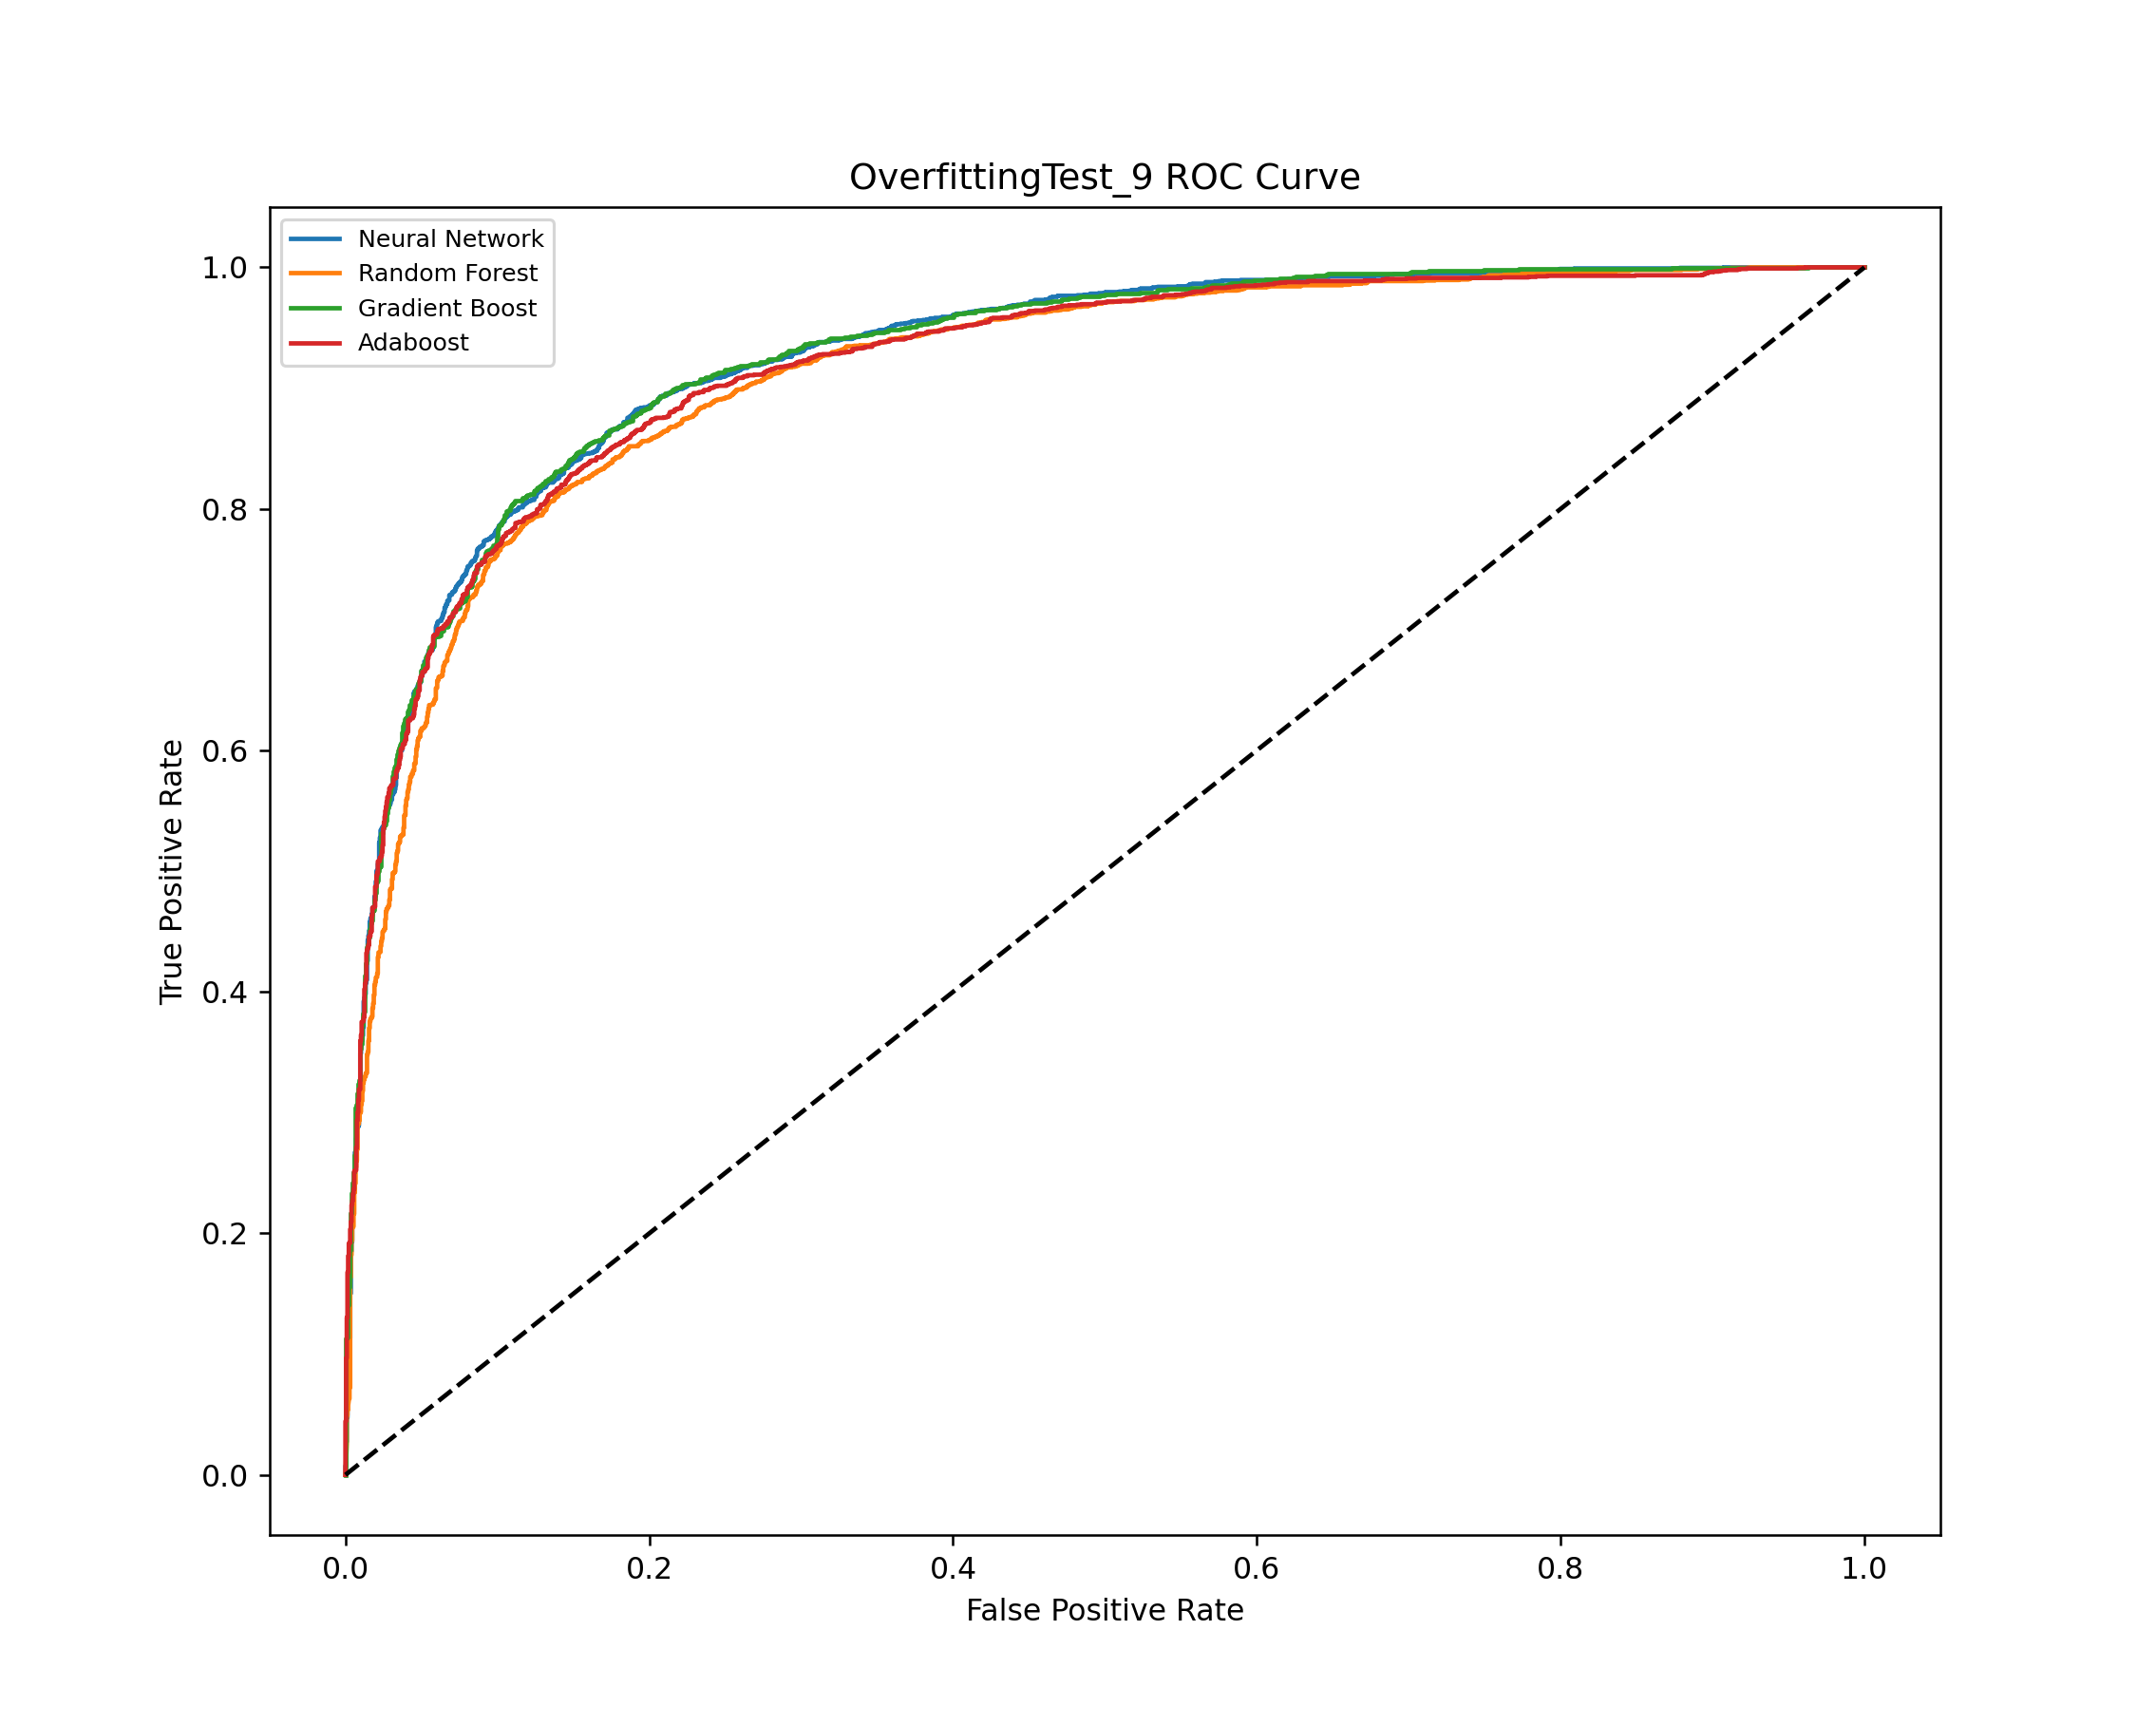 OverfittingTest_9 ROC Curve
Neural Network
Random Forest
Gradient Boost
Adaboost
True Positive Rate
1.0
0.8
0.6
0.4
0.2
0.0
0.0 0.2 0.4 0.6 0.8 1.0
False Positive Rate